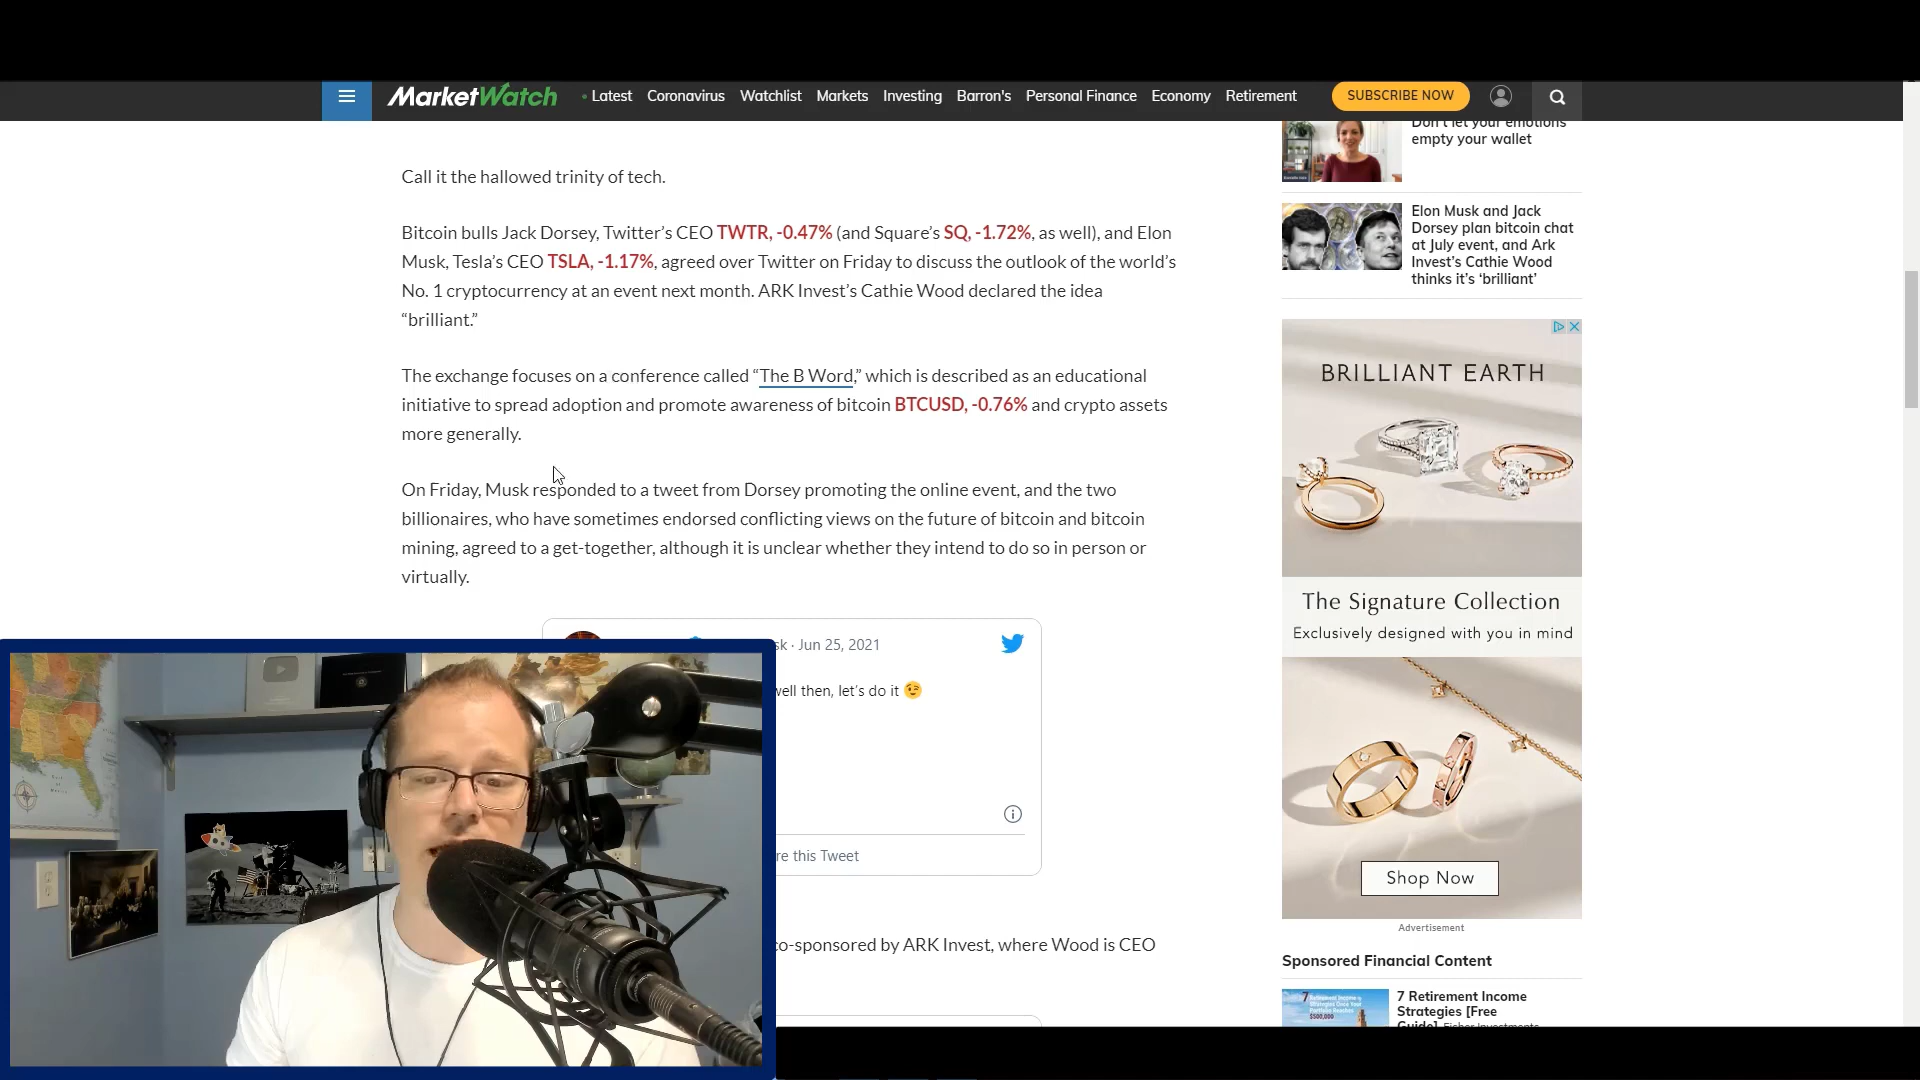 MarketWatch
Latest Coronavirus Watchlist Markets Investing Barron's Personal Finance Economy Retirement
SUBSCRIBE NOW
Call it the hallowed trinity of tech.
Bitcoin bulls Jack Dorsey, Twitter’s CEO TWTR, -0.47% (and Square’s SQ, -1.72%, as well), and Elon
Musk, Tesla’s CEO TSLA, -1.17%, agreed over Twitter on Friday to discuss the outlook of the world’s
No. 1 cryptocurrency at an event next month. ARK Invest’s Cathie Wood declared the idea
“brilliant.”
The exchange focuses on a conference called “The B Word,” which is described as an educational
initiative to spread adoption and promote awareness of bitcoin BTCUSD, -0.76% and crypto assets
more generally.
On Friday, Musk responded to a tweet from Dorsey promoting the online event, and the two
billionaires, who have sometimes endorsed conflicting views on the future of bitcoin and bitcoin
mining, agreed to a get-together, although it is unclear whether they intend to do so in person or
virtually.
sk · Jun 25, 2021
well then, let’s do it 😉
re this Tweet
co-sponsored by ARK Invest, where Wood is CEO
Don't let your emotions
empty your wallet
Elon Musk and Jack
Dorsey plan bitcoin chat
at July event, and Ark
Invest’s Cathie Wood
thinks it’s ‘brilliant’
BRILLIANT EARTH
The Signature Collection
Exclusively designed with you in mind
Shop Now
Advertisement
Sponsored Financial Content
7 Retirement Income
Strategies [Free
Guide] Fisher Investments